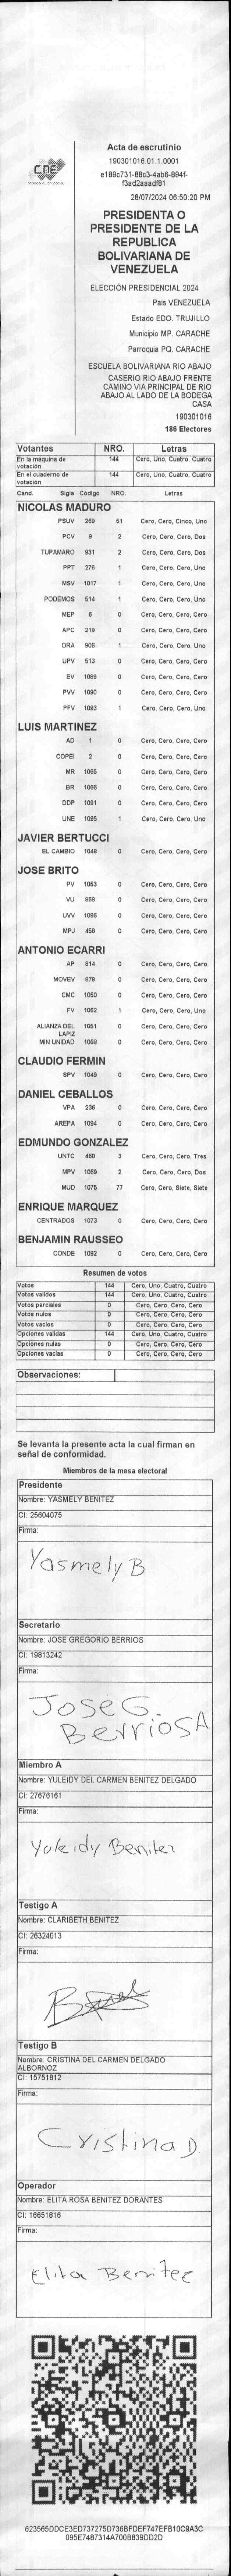 CNE
Acta de escrutinio
190301016.01.1.0001
e189c731-88c3-4ab6-894f-
f3ad2aaadf81
28/07/2024 06:50:20 PM
PRESIDENTA O
PRESIDENTE DE LA
REPUBLICA
BOLIVARIANA DE
VENEZUELA
ELECCIÓN PRESIDENCIAL 2024
Pais VENEZUELA
Estado EDO. TRUJILLO
Municipio MP. CARACHE
Parroquia PQ. CARACHE
ESCUELA BOLIVARIANA RIO ABAJO
CASERIO RIO ABAJO FRENTE
CAMINO VIA PRINCIPAL DE RIO
ABAJO AL LADO DE LA BODEGA
CASA
190301016
186 Electores
Votantes NRO. Letras
En la máquina de votación 144 Cero, Uno, Cuatro, Cuatro
En el cuaderno de votación 144 Cero, Uno, Cuatro, Cuatro
Cand. Sigla Código NRO. Letras
NICOLAS MADURO
PSUV 269 51 Cero, Cero, Cinco, Uno
PCV 9 2 Cero, Cero, Cero, Dos
TUPAMARO 931 2 Cero, Cero, Cero, Dos
PPT 276 1 Cero, Cero, Cero, Uno
MSV 1017 1 Cero, Cero, Cero, Uno
PODEMOS 514 1 Cero, Cero, Cero, Uno
MEP 6 0 Cero, Cero, Cero, Cero
APC 219 0 Cero, Cero, Cero, Cero
ORA 906 1 Cero, Cero, Cero, Uno
UPV 513 0 Cero, Cero, Cero, Cero
EV 1089 0 Cero, Cero, Cero, Cero
PVV 1090 0 Cero, Cero, Cero, Cero
PFV 1093 1 Cero, Cero, Cero, Uno
LUIS MARTINEZ
AD 1 0 Cero, Cero, Cero, Cero
COPEI 2 0 Cero, Cero, Cero, Cero
MR 1065 0 Cero, Cero, Cero, Cero
BR 1066 0 Cero, Cero, Cero, Cero
DDP 1091 0 Cero, Cero, Cero, Cero
UNE 1095 1 Cero, Cero, Cero, Uno
JAVIER BERTUCCI
EL CAMBIO 1048 0 Cero, Cero, Cero, Cero
JOSE BRITO
PV 1053 0 Cero, Cero, Cero, Cero
VU 969 0 Cero, Cero, Cero, Cero
UVV 1096 0 Cero, Cero, Cero, Cero
MPJ 458 0 Cero, Cero, Cero, Cero
ANTONIO ECARRI
AP 814 0 Cero, Cero, Cero, Cero
MOVEV 878 0 Cero, Cero, Cero, Cero
CMC 1050 0 Cero, Cero, Cero, Cero
FV 1062 1 Cero, Cero, Cero, Uno
ALIANZA DEL LAPIZ 1051 0 Cero, Cero, Cero, Cero
MIN UNIDAD 1068 0 Cero, Cero, Cero, Cero
CLAUDIO FERMIN
SPV 1049 0 Cero, Cero, Cero, Cero
DANIEL CEBALLOS
VPA 236 0 Cero, Cero, Cero, Cero
AREPA 1094 0 Cero, Cero, Cero, Cero
EDMUNDO GONZALEZ
UNTC 460 3 Cero, Cero, Cero, Tres
MPV 1069 2 Cero, Cero, Cero, Dos
MUD 1075 77 Cero, Cero, Siete, Siete
ENRIQUE MARQUEZ
CENTRADOS 1073 0 Cero, Cero, Cero, Cero
BENJAMIN RAUSSEO
CONDE 1092 0 Cero, Cero, Cero, Cero
Resumen de votos
Votos 144 Cero, Uno, Cuatro, Cuatro
Votos validos 144 Cero, Uno, Cuatro, Cuatro
Votos parciales 0 Cero, Cero, Cero, Cero
Votos nulos 0 Cero, Cero, Cero, Cero
Votos vacios 0 Cero, Cero, Cero, Cero
Opciones validas 144 Cero, Uno, Cuatro, Cuatro
Opciones nulas 0 Cero, Cero, Cero, Cero
Opciones vacias 0 Cero, Cero, Cero, Cero
Observaciones:
Se levanta la presente acta la cual firman en
señal de conformidad.
Miembros de la mesa electoral
Presidente
Nombre: YASMELY BENITEZ
CI: 25604075
Firma:
Yasmely B
Secretario
Nombre: JOSE GREGORIO BERRIOS
CI: 19813242
Firma:
José G.
Berrios A
Miembro A
Nombre: YULEIDY DEL CARMEN BENITEZ DELGADO
CI: 27676161
Firma:
Yuleidy Benitez
Testigo A
Nombre: CLARIBETH BENITEZ
CI: 26324013
Firma:
Testigo B
Nombre: CRISTINA DEL CARMEN DELGADO
ALBORNOZ
CI: 15751812
Firma:
Cristina D
Operador
Nombre: ELITA ROSA BENITEZ DORANTES
CI: 16651816
Firma:
Elita Benitez
623565DDCE3ED737275D736BFDEF747EFB10C9A3C
095E7487314A700B839DD2D